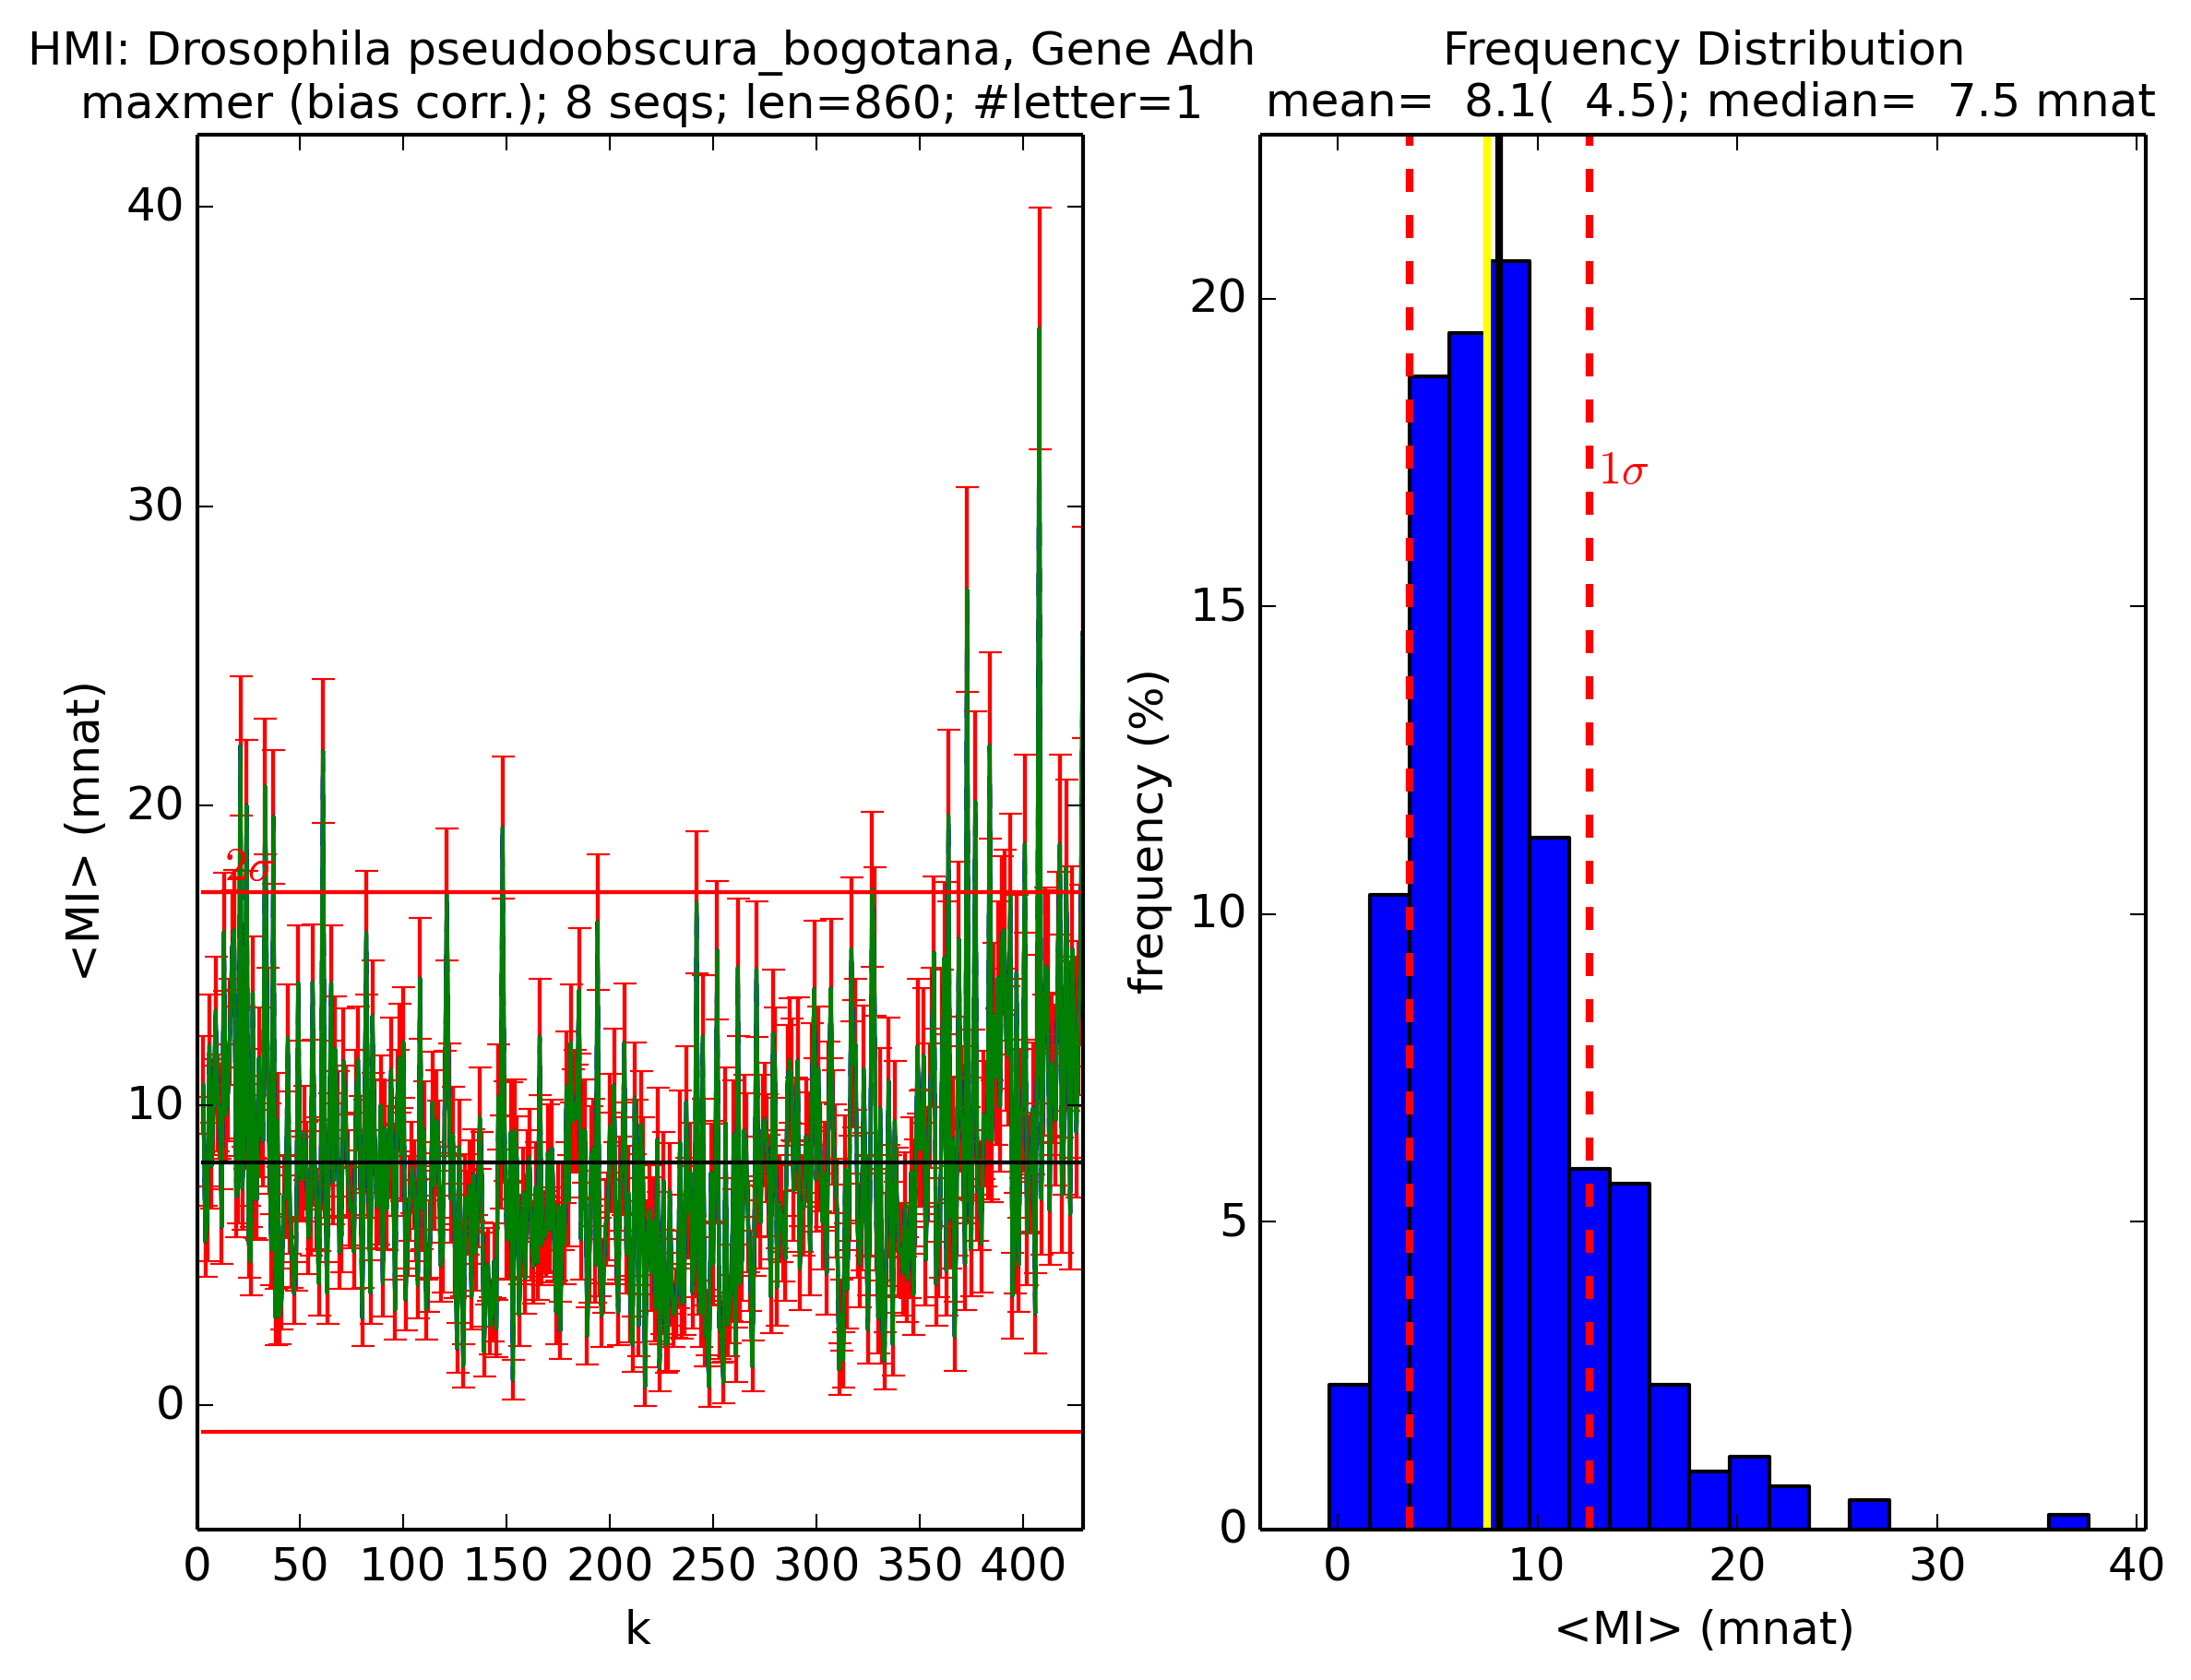 HMI: Drosophila pseudoobscura_bogotana, Gene Adh
maxmer (bias corr.); 8 seqs; len=860; #letter=1
<MI> (mnat)
40
30
20
10
0
2σ
0 50 100 150 200 250 300 350 400
k
Frequency Distribution
mean=  8.1(  4.5); median=  7.5 mnat
frequency (%)
20
15
10
5
0
1σ
0 10 20 30 40
<MI> (mnat)